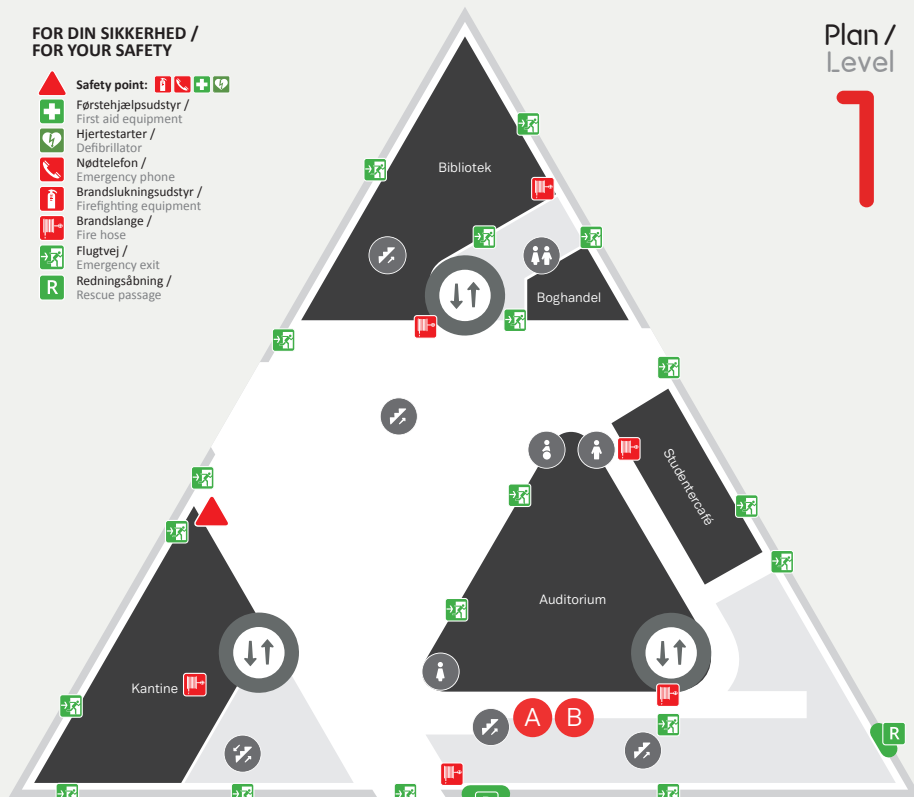 FOR DIN SIKKERHED /
FOR YOUR SAFETY
Safety point:
Førstehjælpsudstyr /
First aid equipment
Hjertestarter /
Defibrillator
Nødtelefon /
Emergency phone
Brandslukningsudstyr /
Firefighting equipment
Brandslange /
Fire hose
Flugtvej /
Emergency exit
R
Redningsåbning /
Rescue passage
Plan /
Level
1
Bibliotek
Boghandel
Studentercafé
Auditorium
Kantine
A
B
R